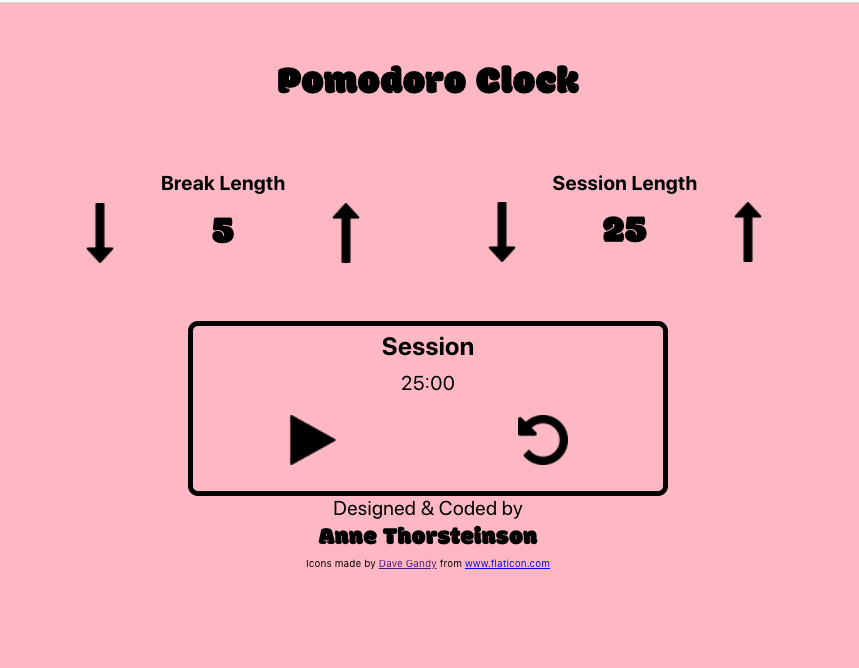 Pomodoro Clock
Break Length
5
Session Length
25
Session
25:00
Designed & Coded by
Anne Thorsteinson
Icons made by Dave Gandy from www.flaticon.com